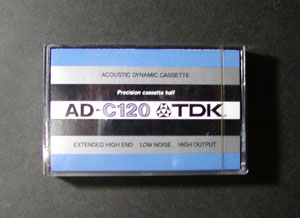 ACOUSTIC DYNAMIC CASSETTE
Precision cassette half
AD-C120 TDK
EXTENDED HIGH END LOW NOISE HIGH OUTPUT